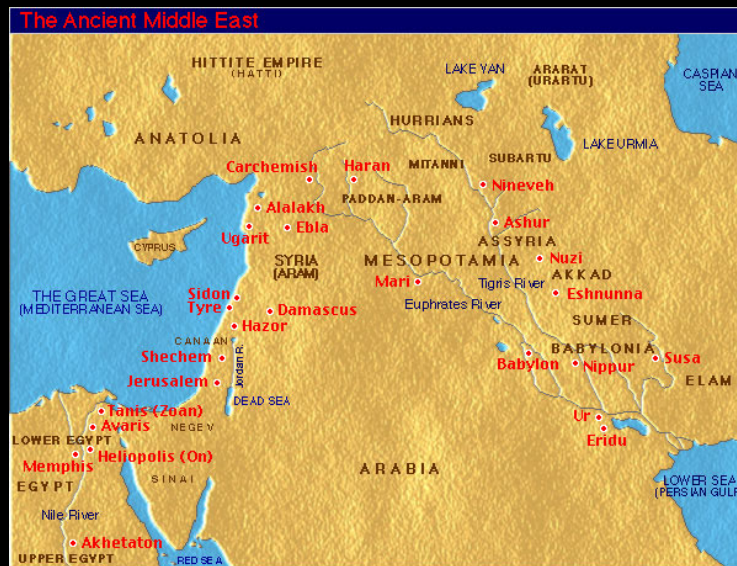 The Ancient Middle East
HITTITE EMPIRE
(HATTI)
LAKE VAN
ARARAT
(URARTU)
CASPIAN
SEA
HURRIANS
ANATOLIA
LAKE URMIA
Carchemish
Haran
MITANNI
SUBARTU
Nineveh
PADDAN-ARAM
Alalakh
Ashur
Ugarit
Ebla
CYPRUS
ASSYRIA
SYRIA
(ARAM)
MESOPOTAMIA
Nuzi
AKKAD
Mari
Tigris River
Eshnunna
THE GREAT SEA
(MEDITERRANEAN SEA)
Sidon
Tyre
Damascus
Euphrates River
SUMER
Hazor
CANAAN
BABYLONIA
Shechem
Jordan R.
Babylon
Nippur
Susa
Jerusalem
ELAM
DEAD SEA
Tanis (Zoan)
Avaris
NEGEV
Ur
Eridu
LOWER EGYPT
Heliopolis (On)
Memphis
ARABIA
SINAI
EGYPT
LOWER SEA
(PERSIAN GULF
Nile River
Akhetaton
UPPER EGYPT
RED SEA